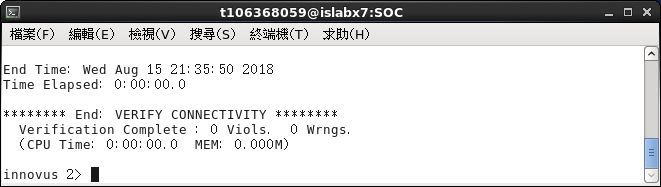 t106368059@islabx7:SOC
檔案(F) 編輯(E) 檢視(V) 搜尋(S) 終端機(T) 求助(H)
End Time: Wed Aug 15 21:35:50 2018
Time Elapsed: 0:00:00.0
******** End: VERIFY CONNECTIVITY ********
  Verification Complete : 0 Viols.  0 Wrngs.
  (CPU Time: 0:00:00.0  MEM: 0.000M)
innovus 2>